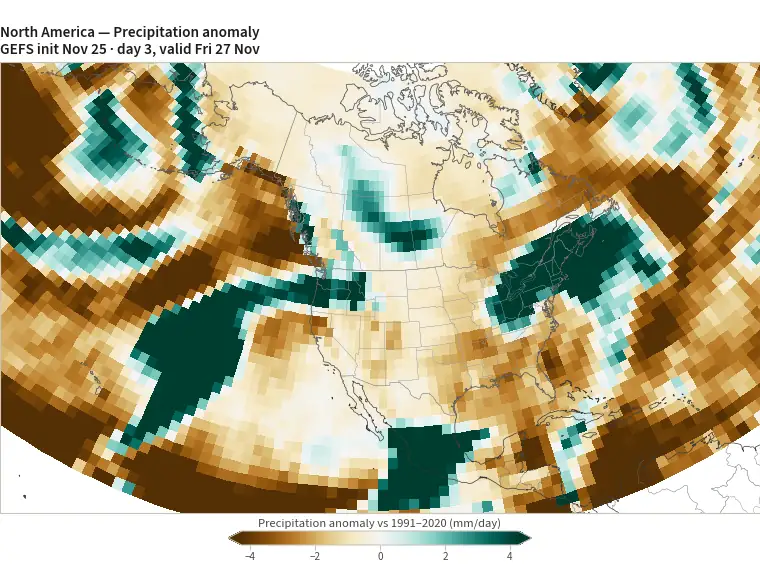 North America — Precipitation anomaly
GEFS init Nov 25 · day 3, valid Fri 27 Nov
Precipitation anomaly vs 1991–2020 (mm/day)
−4 −2 0 2 4